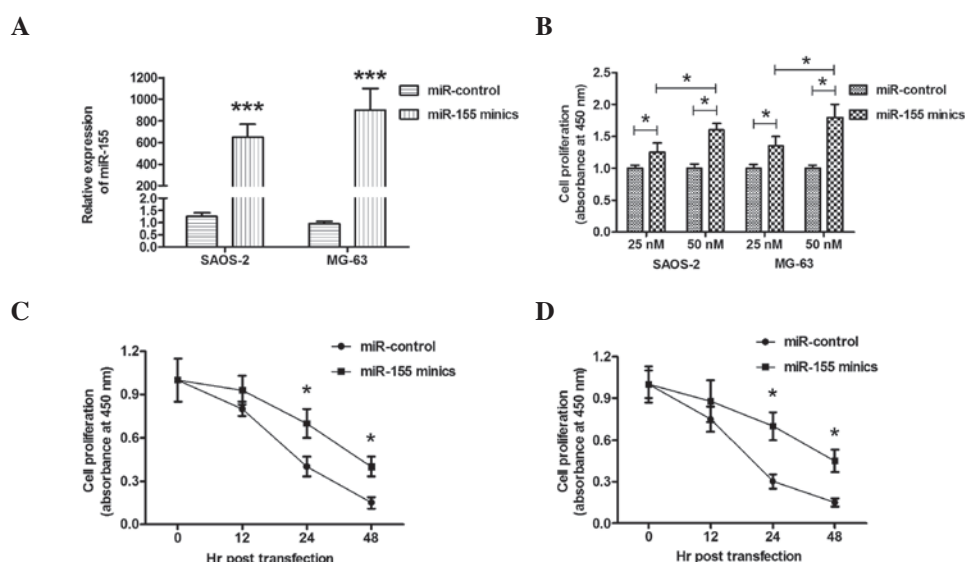 A
Relative expression
of miR-155
1200
1000
800
600
400
200
2.0
1.5
1.0
0.5
0.0
***
***
SAOS-2
MG-63
miR-control
miR-155 minics
B
Cell proliferation
(absorbance at 450 nm)
2.5
2.0
1.5
1.0
0.5
0.0
*
*
*
*
*
*
25 nM
50 nM
25 nM
50 nM
SAOS-2
MG-63
miR-control
miR-155 minics
C
Cell proliferation
(absorbance at 450 nm)
1.2
0.9
0.6
0.3
0.0
*
*
0
12
24
48
Hr post transfection
miR-control
miR-155 minics
D
Cell proliferation
(absorbance at 450 nm)
1.2
0.9
0.6
0.3
0.0
*
*
0
12
24
48
Hr post transfection
miR-control
miR-155 minics